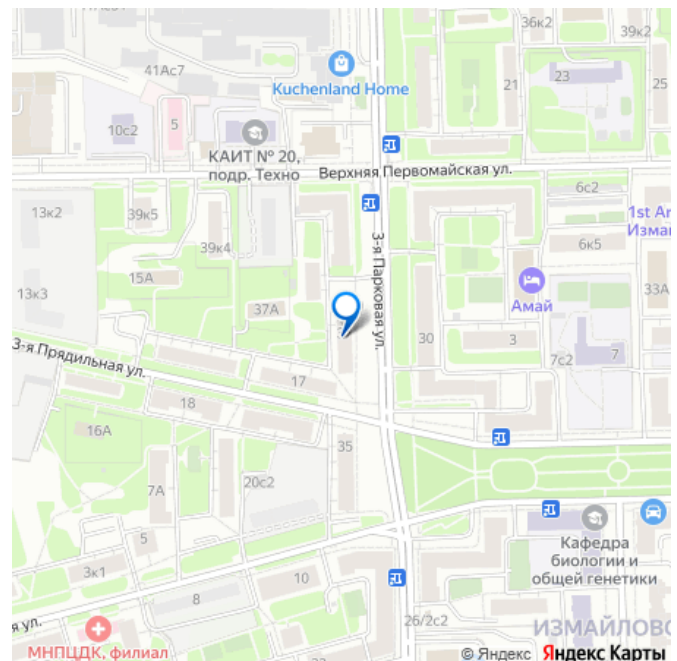 36к2
39к2
41Ас7
Kuchenland Home
21
23
25
10с2
5
КАИТ № 20,
подр. Техно
Верхняя Первомайская ул.
6с2
13к2
39к5
1st Ar
Изма
39к4
6к5
3-я Парковая ул.
15А
13к3
37А
Амай
33А
30
3
7с2
7
3-я Прядильная ул.
17
18
16А
35
7А
20с2
5
Кафедра
биологии и
общей генетики
3к1
10
8
26/2с2
ИЗМАЙЛОВО
я ул.
МНПЦДК, филиал
© Яндекс Яндекс Карты